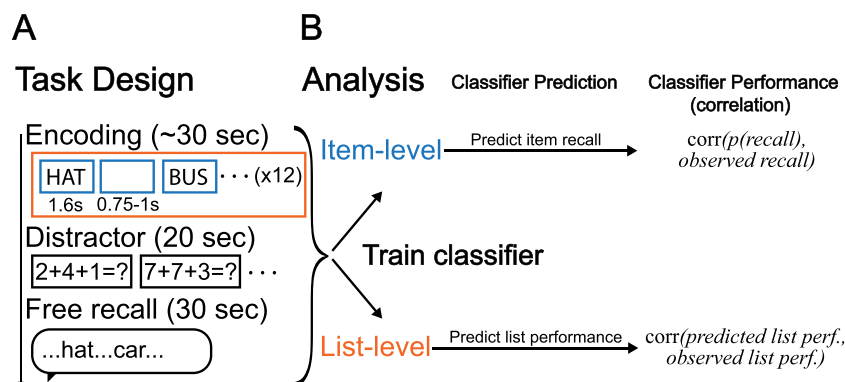 A
B
Task Design
Analysis
Classifier Prediction
Classifier Performance
(correlation)
Encoding (~30 sec)
HAT
BUS
··· (x12)
1.6s
0.75-1s
Distractor (20 sec)
2+4+1=?
7+7+3=?
···
Free recall (30 sec)
...hat...car...
Item-level
Predict item recall
corr(p(recall),
observed recall)
Train classifier
List-level
Predict list performance
corr(predicted list perf.,
observed list perf.)